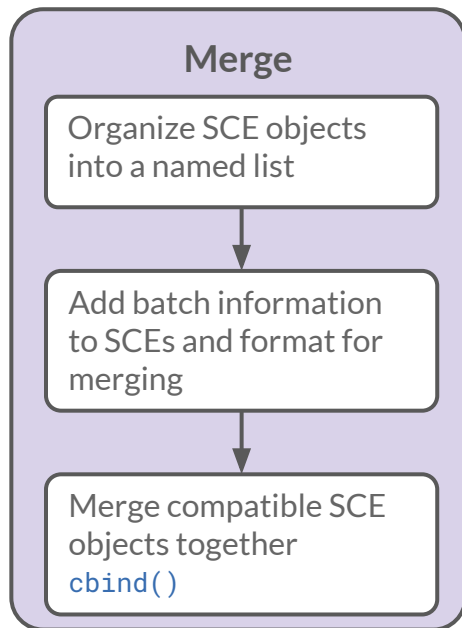 Merge
Organize SCE objects
into a named list
Add batch information
to SCEs and format for
merging
Merge compatible SCE
objects together
cbind()